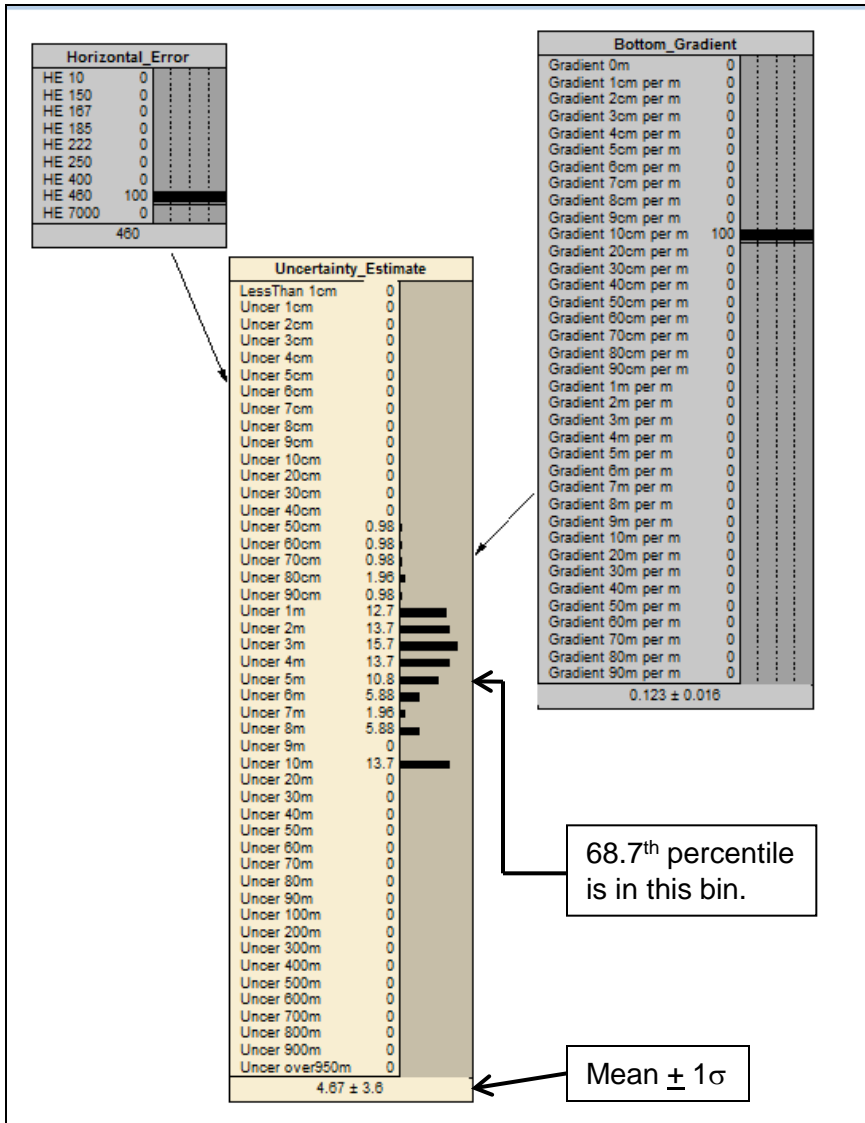 Horizontal_Error
HE 10 0
HE 150 0
HE 167 0
HE 185 0
HE 222 0
HE 250 0
HE 400 0
HE 460 100
HE 7000 0
460
Bottom_Gradient
Gradient 0m 0
Gradient 1cm per m 0
Gradient 2cm per m 0
Gradient 3cm per m 0
Gradient 4cm per m 0
Gradient 5cm per m 0
Gradient 6cm per m 0
Gradient 7cm per m 0
Gradient 8cm per m 0
Gradient 9cm per m 0
Gradient 10cm per m 100
Gradient 20cm per m 0
Gradient 30cm per m 0
Gradient 40cm per m 0
Gradient 50cm per m 0
Gradient 60cm per m 0
Gradient 70cm per m 0
Gradient 80cm per m 0
Gradient 90cm per m 0
Gradient 1m per m 0
Gradient 2m per m 0
Gradient 3m per m 0
Gradient 4m per m 0
Gradient 5m per m 0
Gradient 6m per m 0
Gradient 7m per m 0
Gradient 8m per m 0
Gradient 9m per m 0
Gradient 10m per m 0
Gradient 20m per m 0
Gradient 30m per m 0
Gradient 40m per m 0
Gradient 50m per m 0
Gradient 60m per m 0
Gradient 70m per m 0
Gradient 80m per m 0
Gradient 90m per m 0
0.123 ± 0.016
Uncertainty_Estimate
LessThan 1cm 0
Uncer 1cm 0
Uncer 2cm 0
Uncer 3cm 0
Uncer 4cm 0
Uncer 5cm 0
Uncer 6cm 0
Uncer 7cm 0
Uncer 8cm 0
Uncer 9cm 0
Uncer 10cm 0
Uncer 20cm 0
Uncer 30cm 0
Uncer 40cm 0
Uncer 50cm 0.98
Uncer 60cm 0.98
Uncer 70cm 0.98
Uncer 80cm 1.96
Uncer 90cm 0.98
Uncer 1m 12.7
Uncer 2m 13.7
Uncer 3m 15.7
Uncer 4m 13.7
Uncer 5m 10.8
Uncer 6m 5.88
Uncer 7m 1.96
Uncer 8m 5.88
Uncer 9m 0
Uncer 10m 13.7
Uncer 20m 0
Uncer 30m 0
Uncer 40m 0
Uncer 50m 0
Uncer 60m 0
Uncer 70m 0
Uncer 80m 0
Uncer 90m 0
Uncer 100m 0
Uncer 200m 0
Uncer 300m 0
Uncer 400m 0
Uncer 500m 0
Uncer 600m 0
Uncer 700m 0
Uncer 800m 0
Uncer 900m 0
Uncer over950m 0
4.67 ± 3.6
68.7th percentile
is in this bin.
Mean ± 1σ